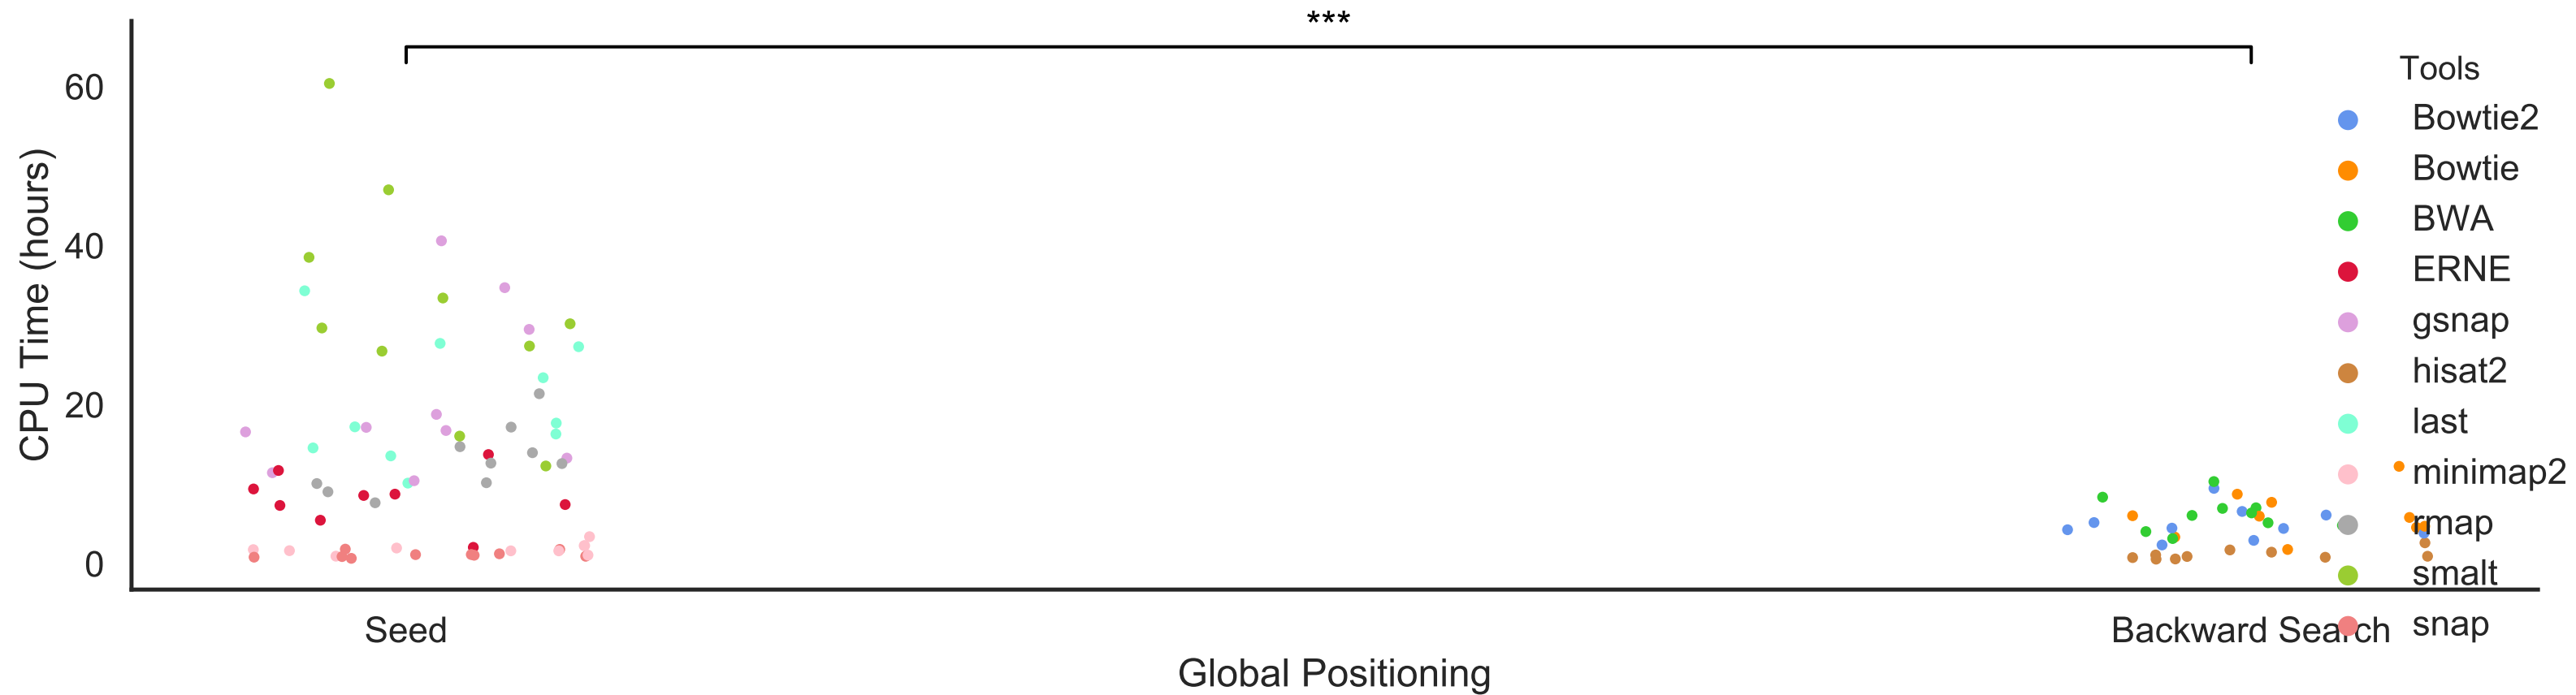 ***
60
40
20
0
CPU Time (hours)
Seed
Backward Search
Global Positioning
Tools
Bowtie2
Bowtie
BWA
ERNE
gsnap
hisat2
last
minimap2
rmap
smalt
snap